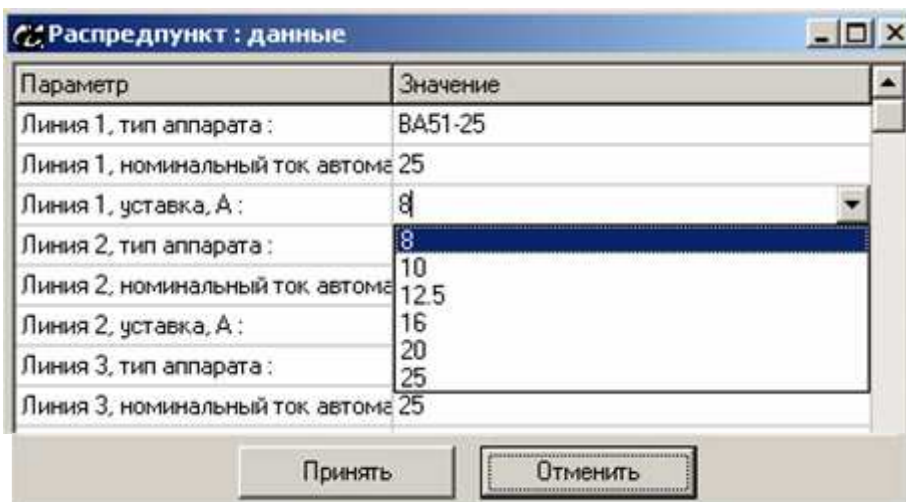 Распредпункт : данные
Параметр Значение
Линия 1, тип аппарата : ВА51-25
Линия 1, номинальный ток автома 25
Линия 1, уставка, А : 8
Линия 2, тип аппарата : 8
Линия 2, номинальный ток автома 10
12.5
Линия 2, уставка, А : 16
Линия 3, тип аппарата : 20
25
Линия 3, номинальный ток автома 25
Принять Отменить